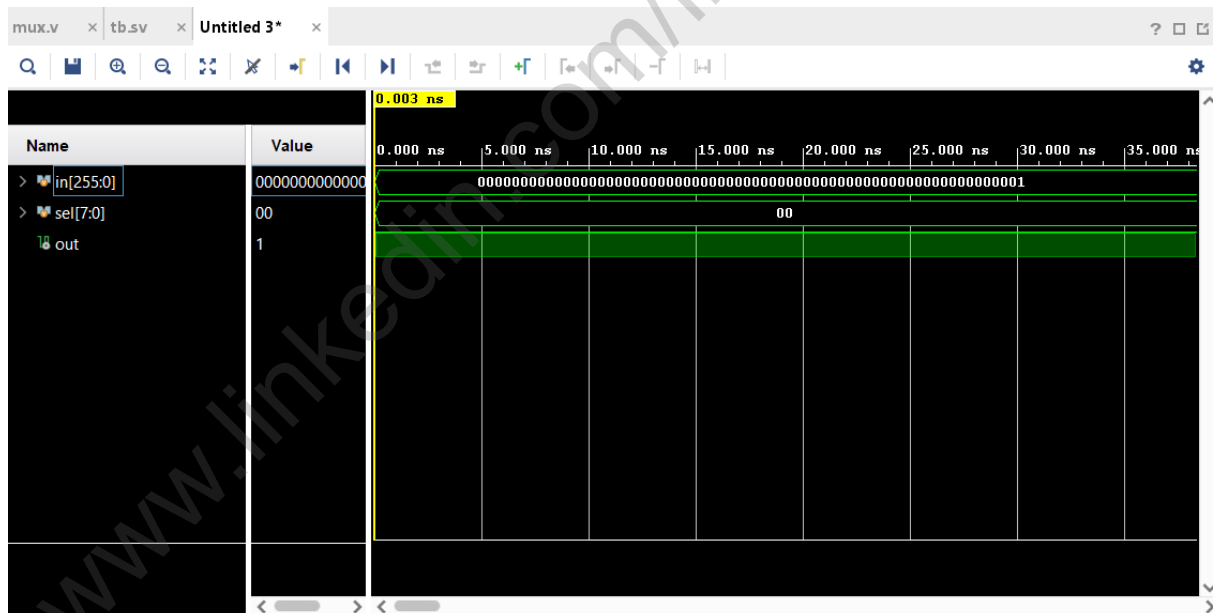 mux.v × tb.sv × Untitled 3* × ?
0.003 ns
Name Value 0.000 ns 5.000 ns 10.000 ns 15.000 ns 20.000 ns 25.000 ns 30.000 ns 35.000 ns
> in[255:0] 0000000000000 0000000000000000000000000000000000000000000000000000000000000001
> sel[7:0] 00 00
out 1
www.linkedin.com/i